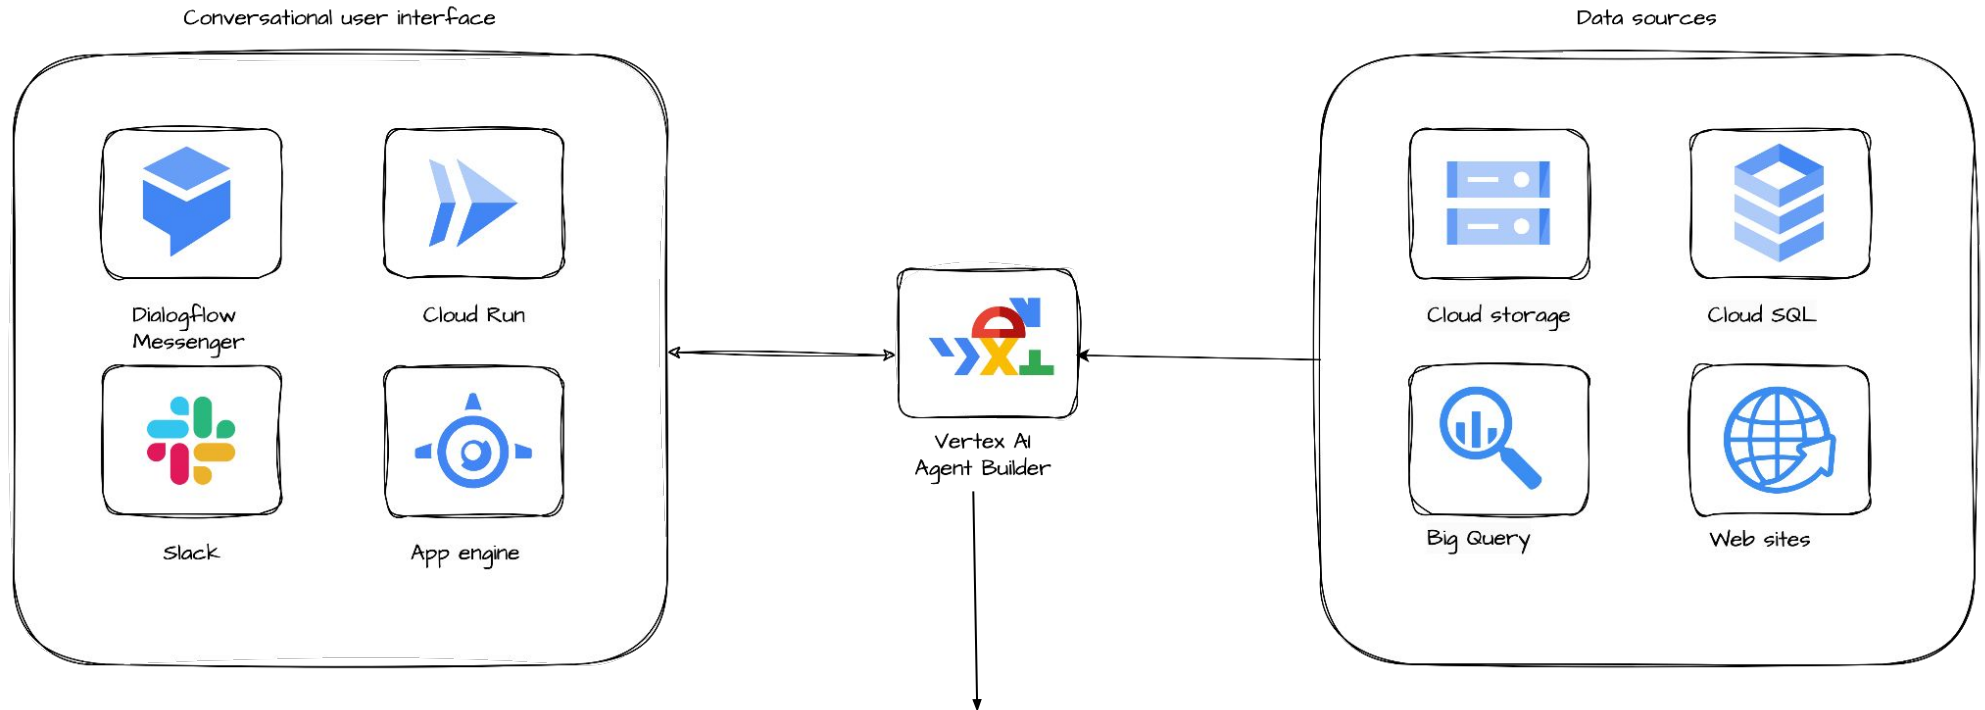 Conversational user interface
Data sources
Dialogflow
Messenger
Cloud Run
Slack
App engine
Vertex AI
Agent Builder
Cloud storage
Cloud SQL
Big Query
Web sites